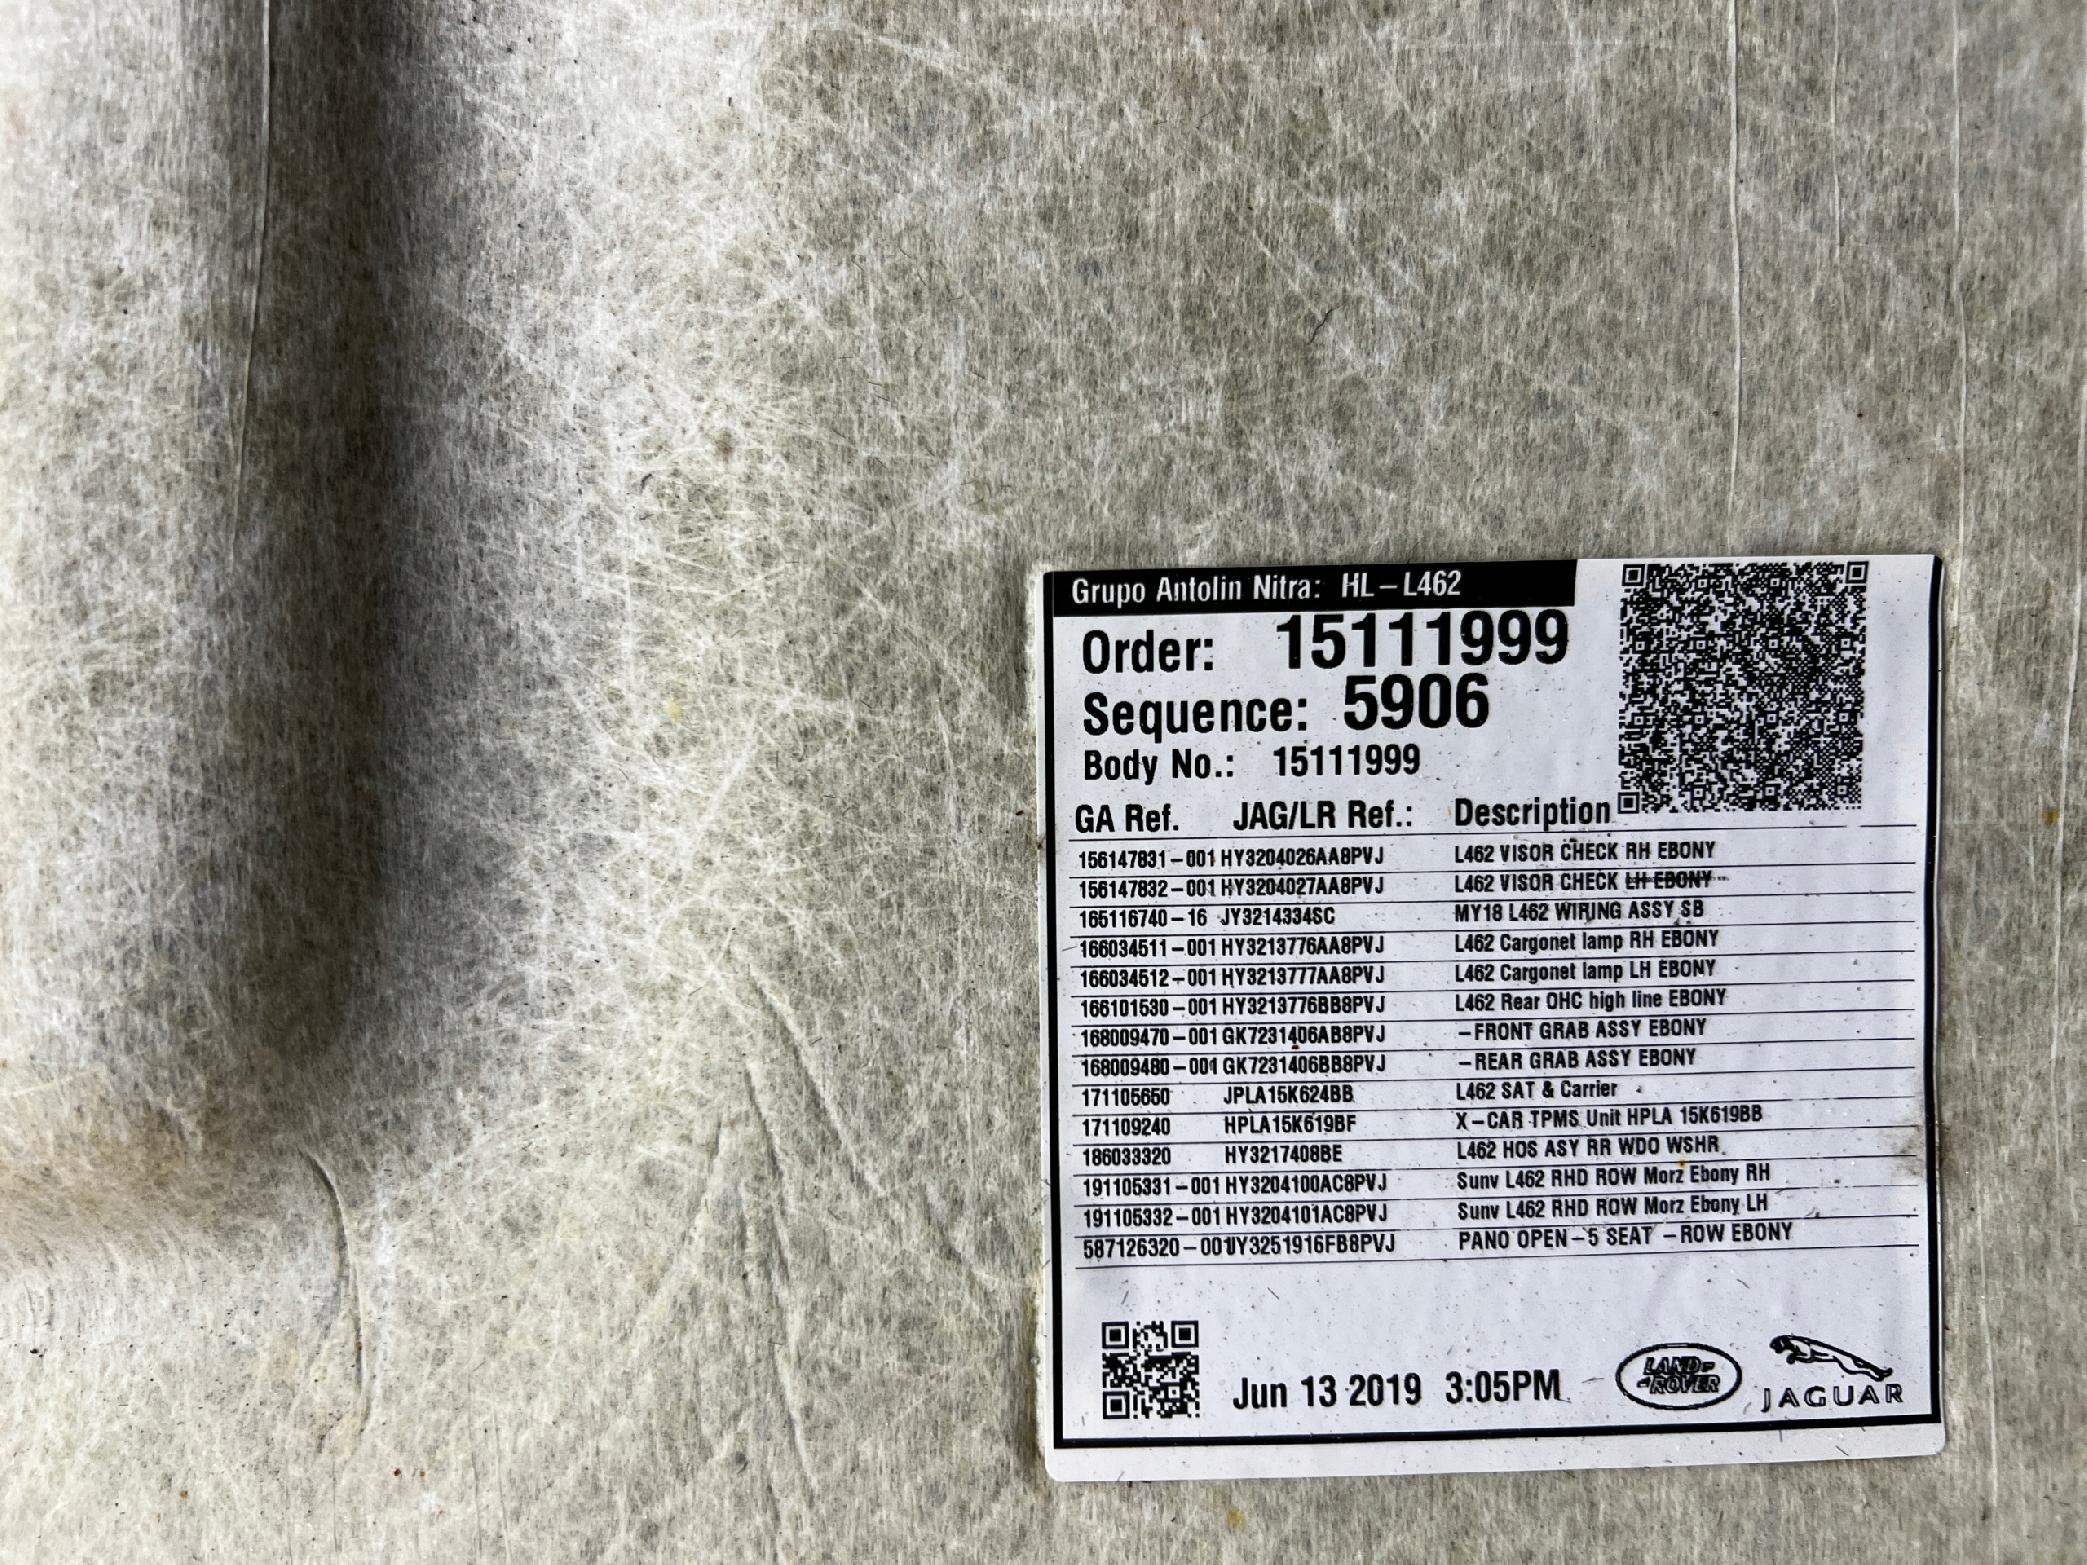 Grupo Antolin Nitra: HL-L462
Order: 15111999
Sequence: 5906
Body No.: 15111999
GA Ref. JAG/LR Ref.: Description
156147831-001 HY3204026AA8PVJ L462 VISOR CHECK RH EBONY
156147832-001 HY3204027AA8PVJ L462 VISOR CHECK LH EBONY
165116740-16 JY3214334SC MY18 L462 WIRING ASSY SB
166034511-001 HY3213776AA8PVJ L462 Cargonet lamp RH EBONY
166034512-001 HY3213777AA8PVJ L462 Cargonet lamp LH EBONY
166101530-001 HY3213776BB8PVJ L462 Rear OHC high line EBONY
168009470-001 GK7231406AB8PVJ -FRONT GRAB ASSY EBONY
168009480-001 GK7231406BB8PVJ -REAR GRAB ASSY EBONY
171105650 JPLA15K624BB L462 SAT & Carrier
171109240 HPLA15K619BF X-CAR TPMS Unit HPLA 15K619BB
186033320 HY3217408BE L462 HOS ASY RR WDO WSHR
191105331-001 HY3204100AC8PVJ Sunv L462 RHD ROW Morz Ebony RH
191105332-001 HY3204101AC8PVJ Sunv L462 RHD ROW Morz Ebony LH
587126320-001 PANO OPEN-5 SEAT -ROW EBONY
Jun 13 2019 3:05PM
LAND-
-ROVER
JAGUAR